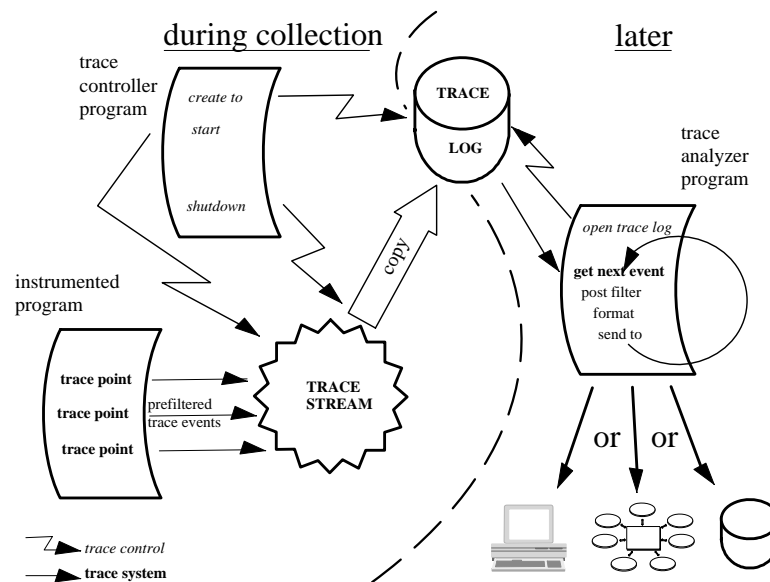 during collection
later
trace
controller
program
create to
start
shutdown
TRACE
LOG
trace
analyzer
program
open trace log
get next event
post filter
format
send to
copy
instrumented
program
trace point
trace point
trace point
prefiltered
trace events
TRACE
STREAM
or or
trace control
trace system